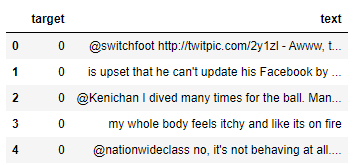 target text
0 0 @switchfoot http://twitpic.com/2y1zl - Awww, t...
1 0 is upset that he can't update his Facebook by ...
2 0 @Kenichan I dived many times for the ball. Man...
3 0 my whole body feels itchy and like its on fire
4 0 @nationwideclass no, it's not behaving at all....